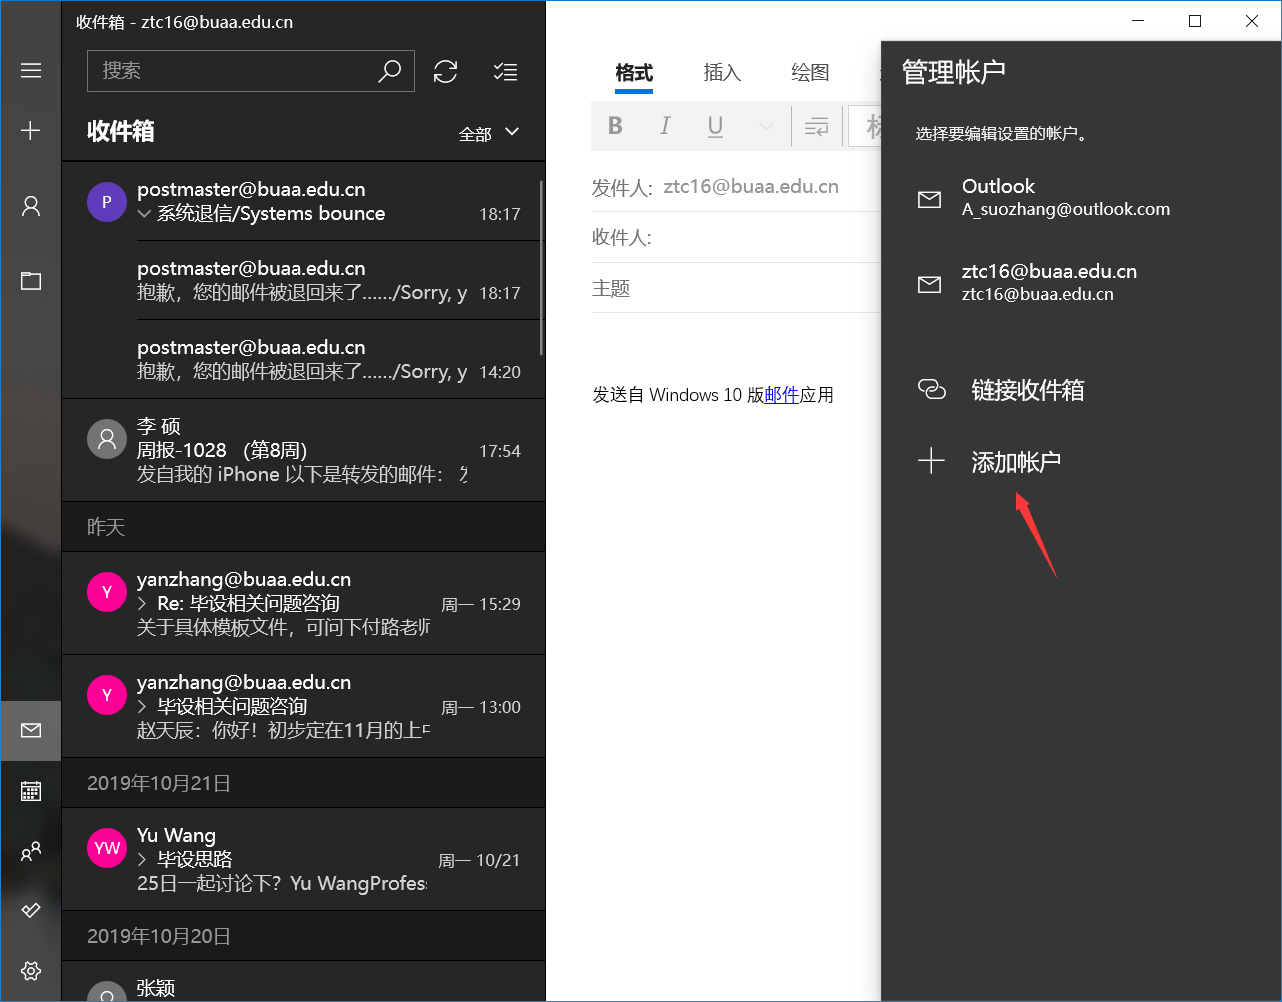 收件箱 - ztc16@buaa.edu.cn
搜索
收件箱
全部
P
postmaster@buaa.edu.cn
系统退信/Systems bounce
18:17
postmaster@buaa.edu.cn
抱歉，您的邮件被退回来了……/Sorry, y
18:17
postmaster@buaa.edu.cn
抱歉，您的邮件被退回来了……/Sorry, y
14:20
李 硕
周报-1028 （第8周）
17:54
发自我的 iPhone 以下是转发的邮件：
昨天
Y
yanzhang@buaa.edu.cn
Re: 毕设相关问题咨询
周一 15:29
关于具体模板文件，可问下付路老师
Y
yanzhang@buaa.edu.cn
毕设相关问题咨询
周一 13:00
赵天辰：你好！初步定在11月的上
2019年10月21日
YW
Yu Wang
毕设思路
周一 10/21
25日一起讨论下？Yu WangProfes
2019年10月20日
张颖
格式
插入
绘图
B
I
U
标
发件人: ztc16@buaa.edu.cn
收件人:
主题
发送自 Windows 10 版邮件应用
管理帐户
选择要编辑设置的帐户。
Outlook
A_suozhang@outlook.com
ztc16@buaa.edu.cn
ztc16@buaa.edu.cn
链接收件箱
添加帐户